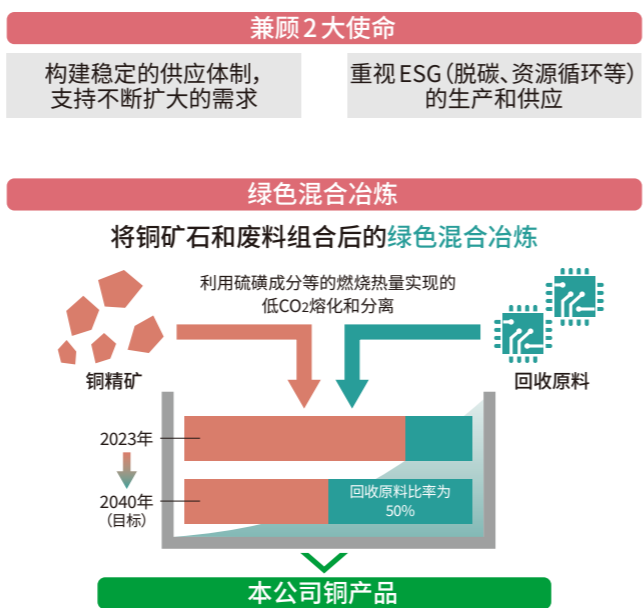 兼顾2大使命
构建稳定的供应体制，
支持不断扩大的需求
重视ESG（脱碳、资源循环等）
的生产和供应
绿色混合冶炼
将铜矿石和废料组合后的绿色混合冶炼
利用硫磺成分等的燃烧热量实现的
低CO2熔化和分离
铜精矿
回收原料
2023年
2040年
（目标）
回收原料比率为
50%
本公司铜产品